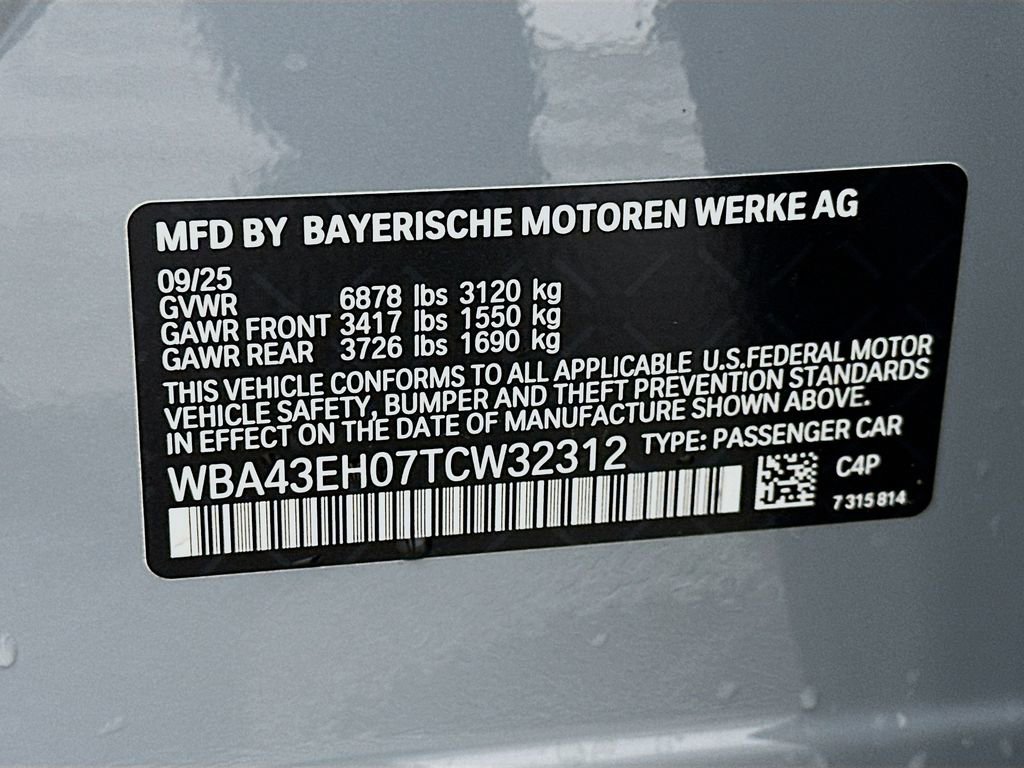 MFD BY BAYERISCHE MOTOREN WERKE AG
09/25
GVWR 6878 lbs 3120 kg
GAWR FRONT 3417 lbs 1550 kg
GAWR REAR 3726 lbs 1690 kg
THIS VEHICLE CONFORMS TO ALL APPLICABLE U.S.FEDERAL MOTOR
VEHICLE SAFETY, BUMPER AND THEFT PREVENTION STANDARDS
IN EFFECT ON THE DATE OF MANUFACTURE SHOWN ABOVE.
WBA43EH07TCW32312 TYPE: PASSENGER CAR
C4P
7 315 814